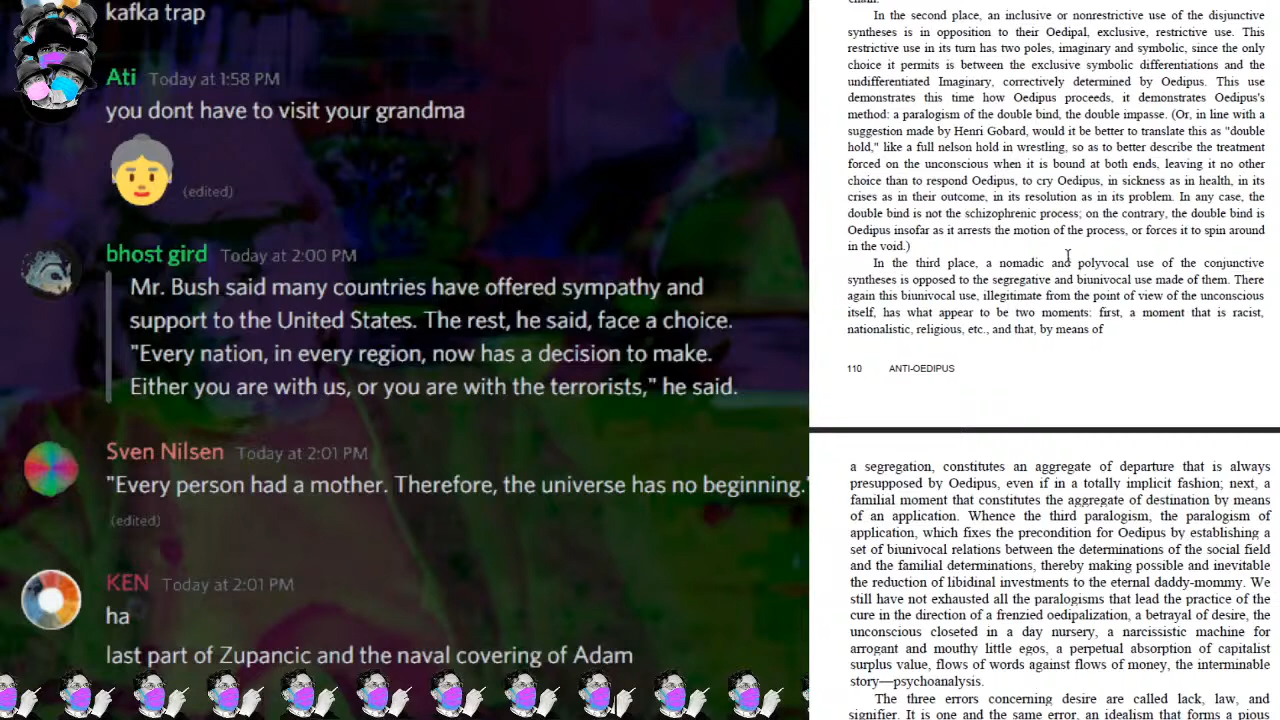 kafka trap
Ati Today at 1:58 PM
you dont have to visit your grandma
(edited)
bhost gird Today at 2:00 PM
Mr. Bush said many countries have offered sympathy and
support to the United States. The rest, he said, face a choice.
"Every nation, in every region, now has a decision to make.
Either you are with us, or you are with the terrorists," he said.
Sven Nilsen Today at 2:01 PM
"Every person had a mother. Therefore, the universe has no beginning."
(edited)
KEN Today at 2:01 PM
ha
last part of Zupancic and the naval covering of Adam
In the second place, an inclusive or nonrestrictive use of the disjunctive
syntheses is in opposition to their Oedipal, exclusive, restrictive use. This
restrictive use in its turn has two poles, imaginary and symbolic, since the only
choice it permits is between the exclusive symbolic differentiations and the
undifferentiated Imaginary, correctively determined by Oedipus. This use
demonstrates this time how Oedipus proceeds, it demonstrates Oedipus's
method: a paralogism of the double bind, the double impasse. (Or, in line with a
suggestion made by Henri Gobard, would it be better to translate this as "double
hold," like a full nelson hold in wrestling, so as to better describe the treatment
forced on the unconscious when it is bound at both ends, leaving it no other
choice than to respond Oedipus, to cry Oedipus, in sickness as in health, in its
crises as in their outcome, in its resolution as in its problem. In any case, the
double bind is not the schizophrenic process; on the contrary, the double bind is
Oedipus insofar as it arrests the motion of the process, or forces it to spin around
in the void.)
In the third place, a nomadic and polyvocal use of the conjunctive
syntheses is opposed to the segregative and biunivocal use made of them. There
again this biunivocal use, illegitimate from the point of view of the unconscious
itself, has what appear to be two moments: first, a moment that is racist,
nationalistic, religious, etc., and that, by means of
110 ANTI-OEDIPUS
a segregation, constitutes an aggregate of departure that is always
presupposed by Oedipus, even if in a totally implicit fashion; next, a
familial moment that constitutes the aggregate of destination by means
of an application. Whence the third paralogism, the paralogism of
application, which fixes the precondition for Oedipus by establishing a
set of biunivocal relations between the determinations of the social field
and the familial determinations, thereby making possible and inevitable
the reduction of libidinal investments to the eternal daddy-mommy. We
still have not exhausted all the paralogisms that lead the practice of the
cure in the direction of a frenzied oedipalization, a betrayal of desire, the
unconscious closeted in a day nursery, a narcissistic machine for
arrogant and mouthy little egos, a perpetual absorption of capitalist
surplus value, flows of words against flows of money, the interminable
story—psychoanalysis.
The three errors concerning desire are called lack, law, and
signifier. It is one and the same error, an idealism that forms a pious